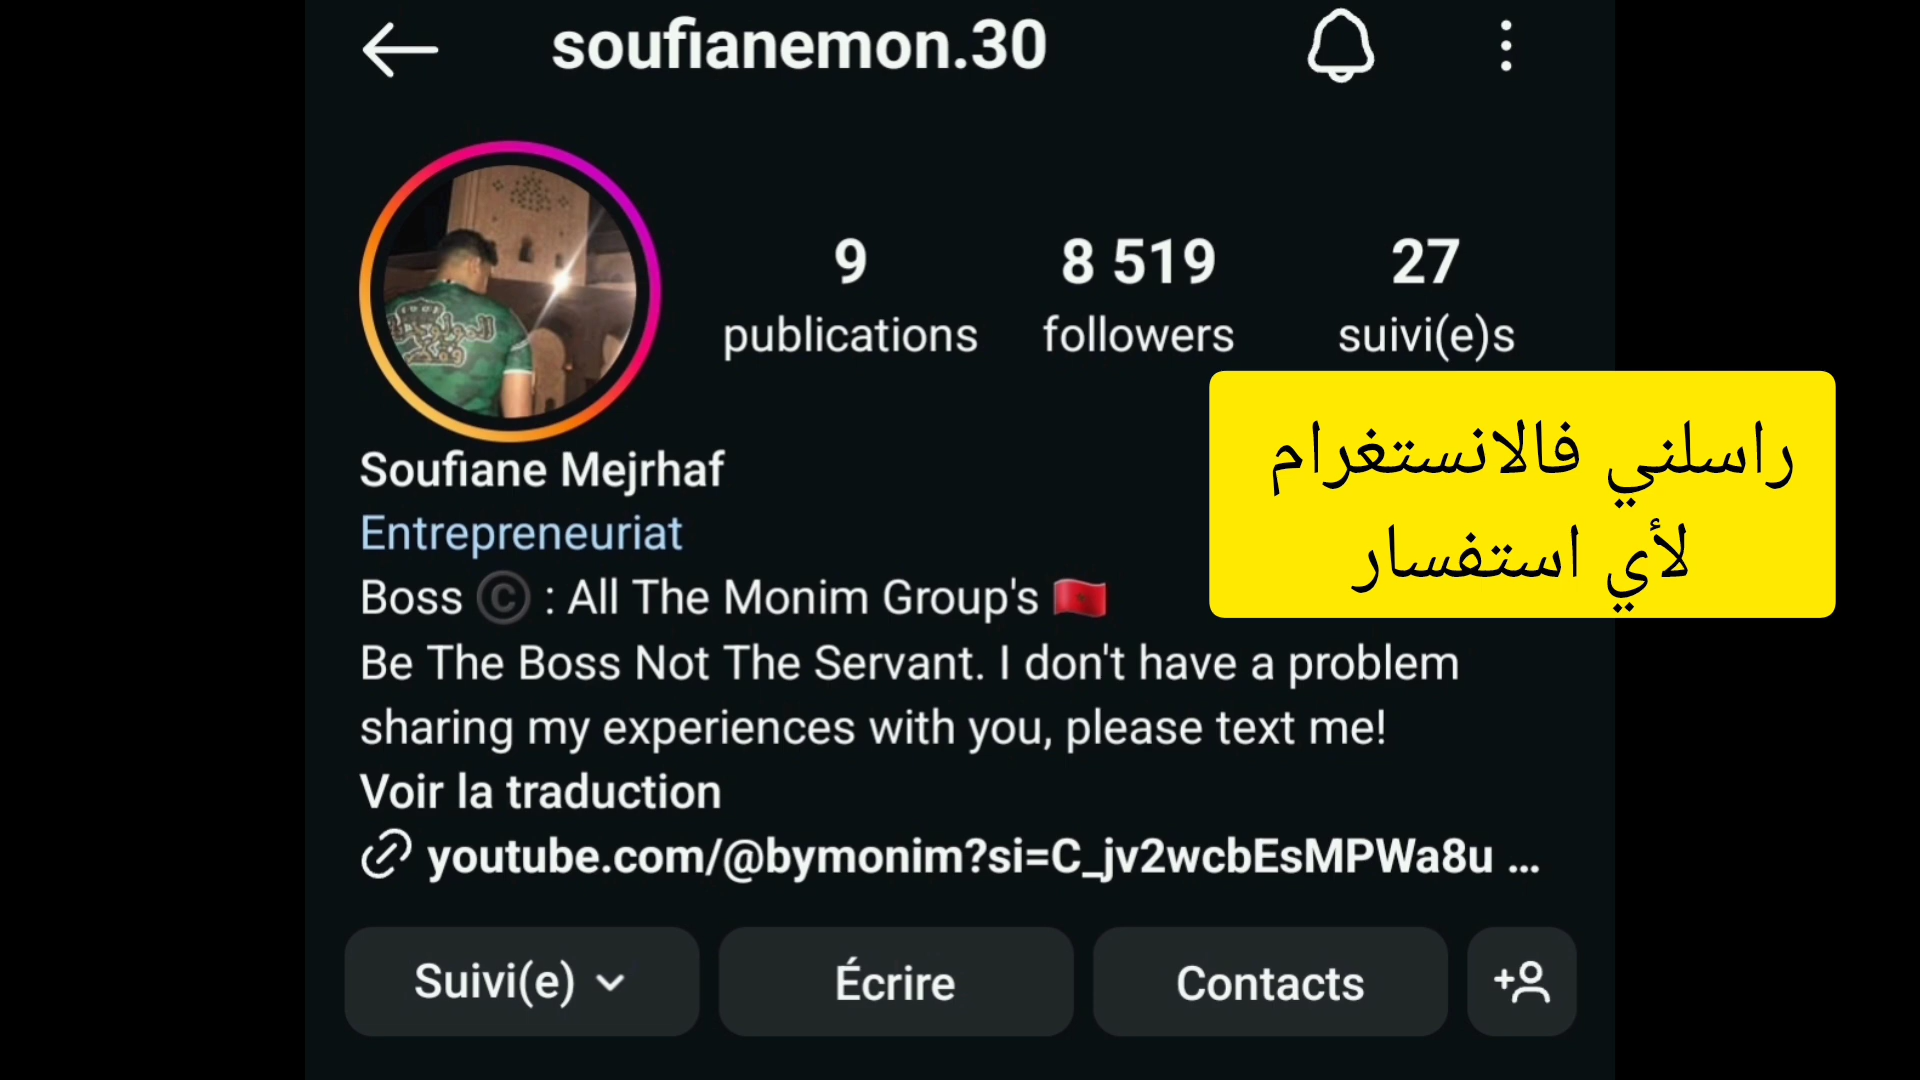 soufianemon.30
9
publications
8 519
followers
27
suivi(e)s
Soufiane Mejrhaf
Entrepreneuriat
Boss © : All The Monim Group's 🇲🇦
Be The Boss Not The Servant. I don't have a problem
sharing my experiences with you, please text me!
Voir la traduction
youtube.com/@bymonim?si=C_jv2wcbEsMPWa8u ...
راسلني فالانستغرام
لأي استفسار
Suivi(e)
Écrire
Contacts